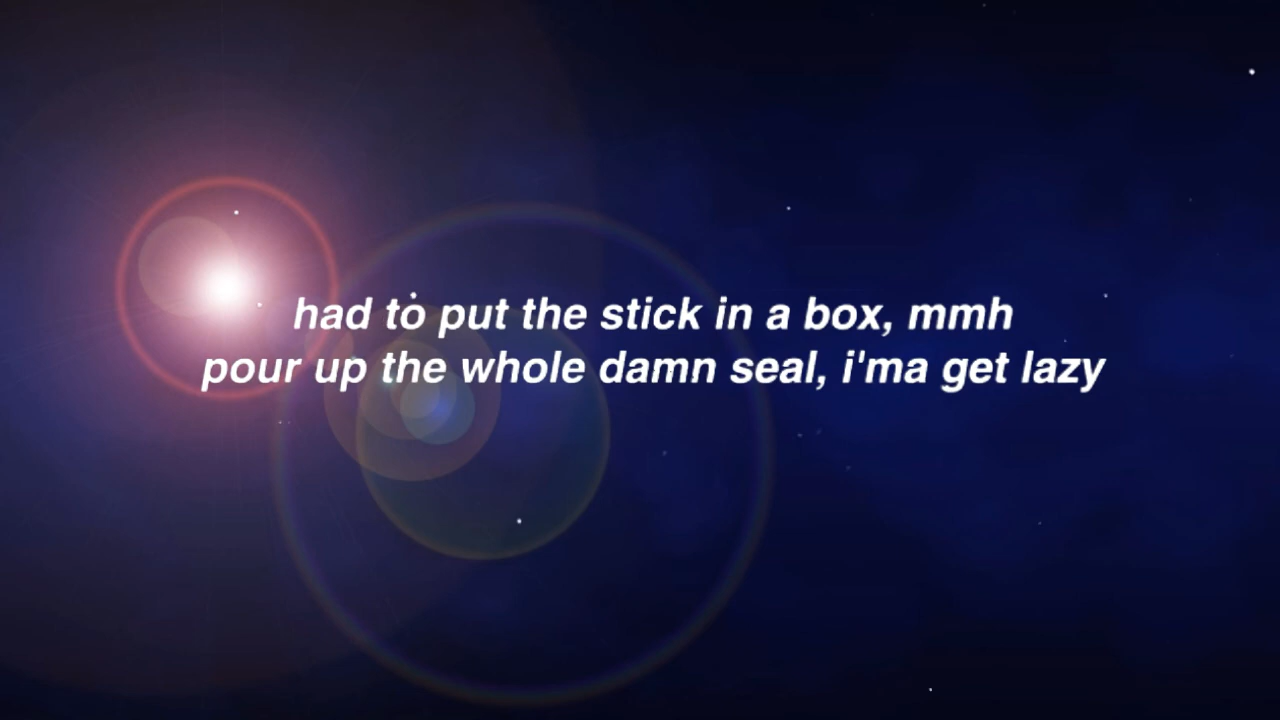 had to put the stick in a box, mmh
pour up the whole damn seal, i'ma get lazy